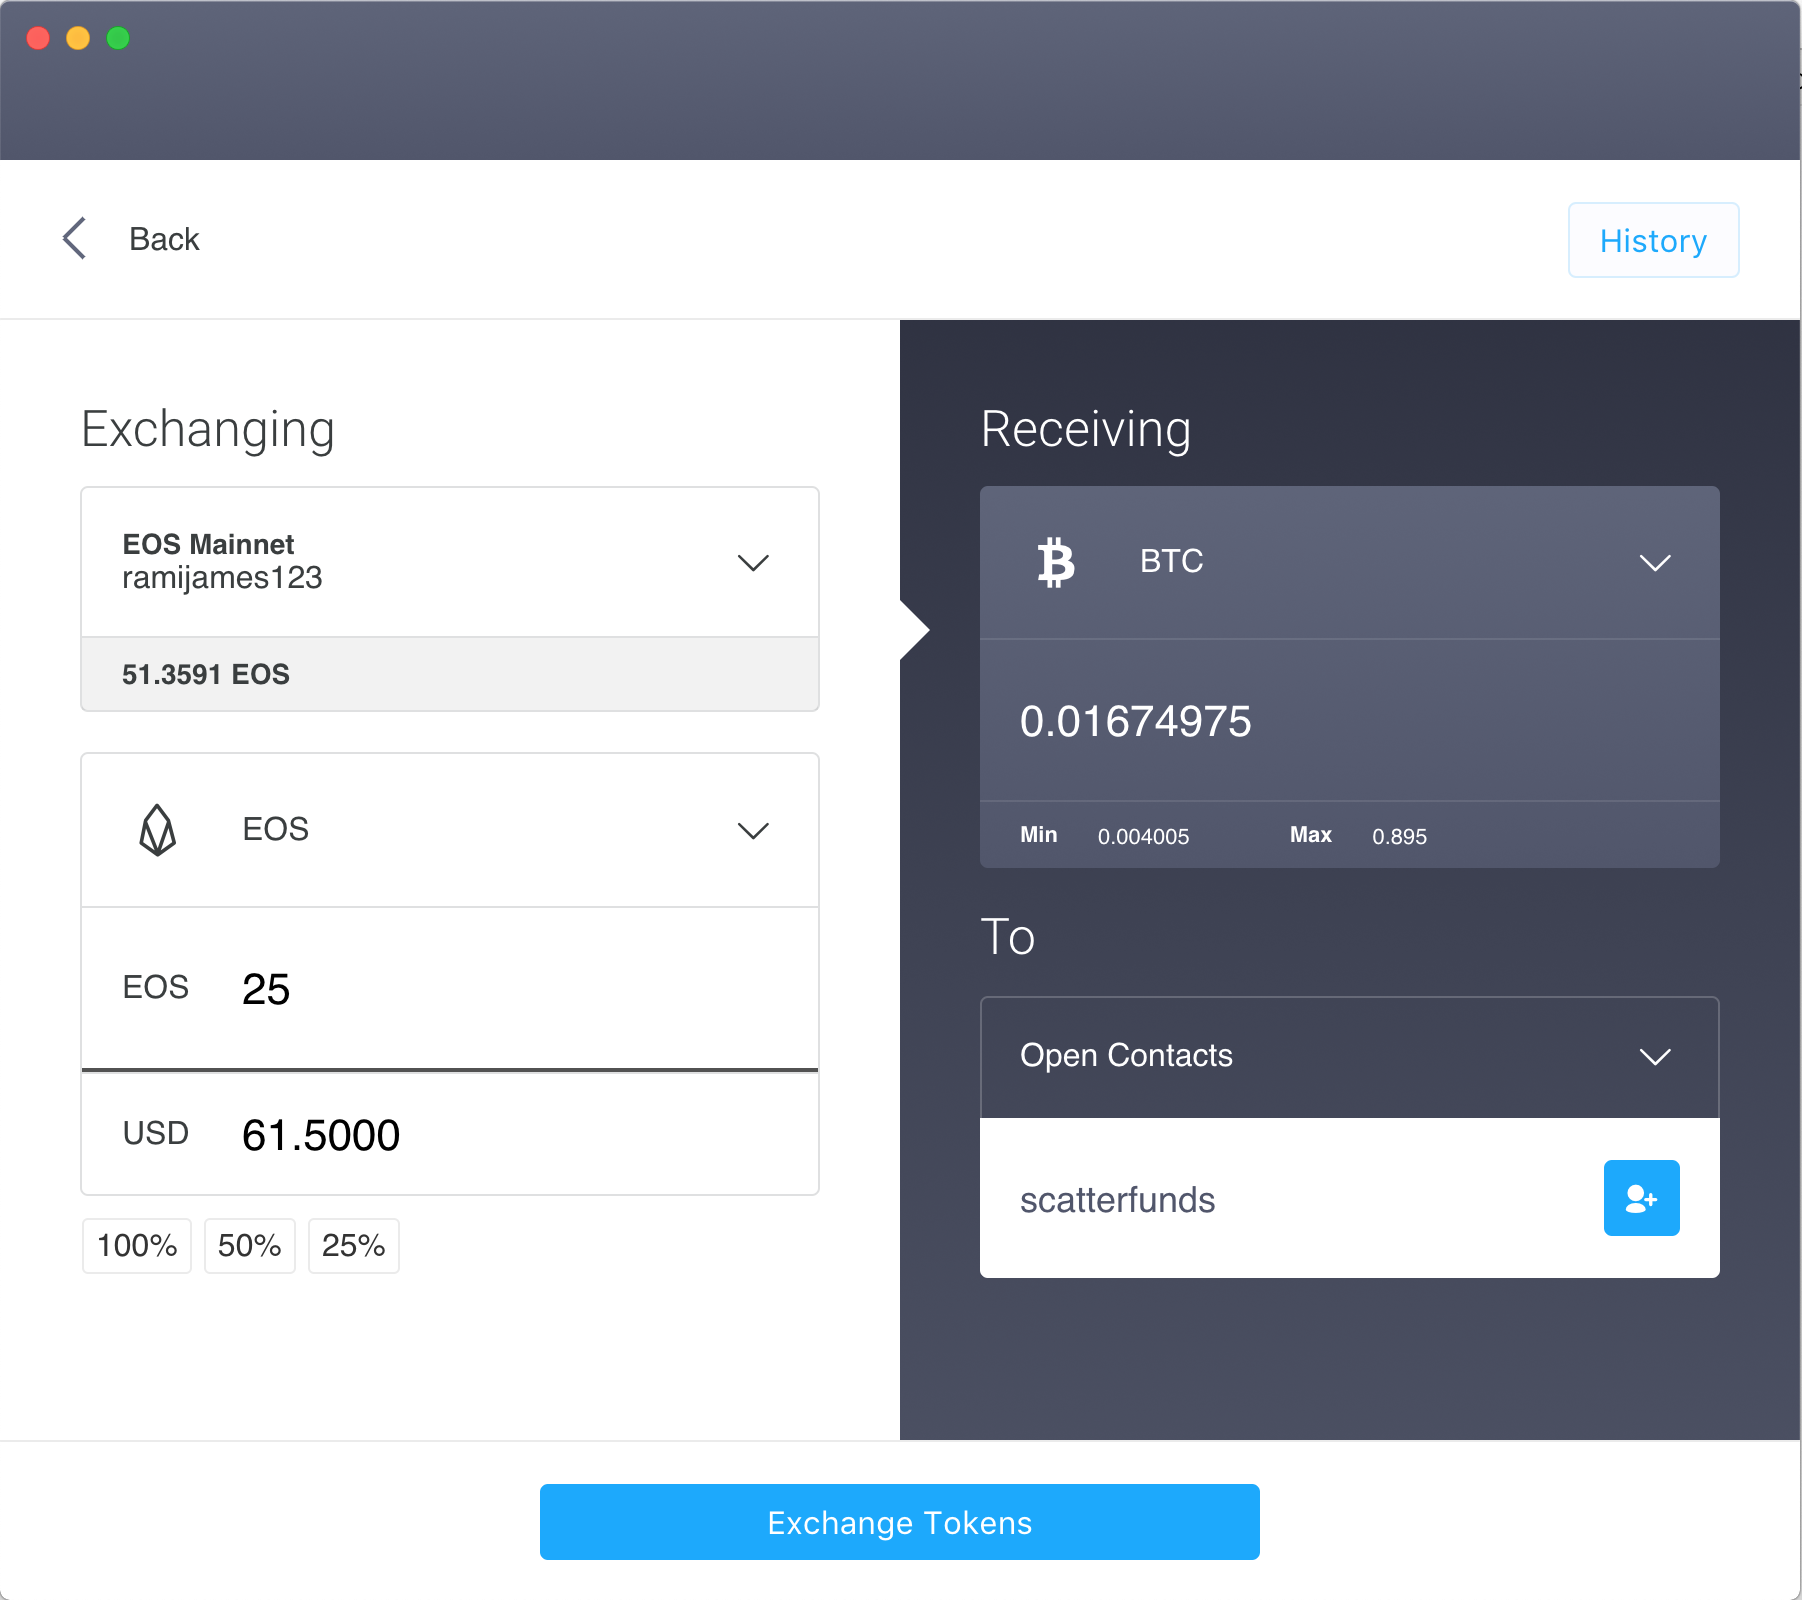 Back
History
Exchanging
EOS Mainnet
ramijames123
51.3591 EOS
EOS
EOS 25
USD 61.5000
100% 50% 25%
Receiving
BTC
0.01674975
Min 0.004005 Max 0.895
To
Open Contacts
scatterfunds
Exchange Tokens